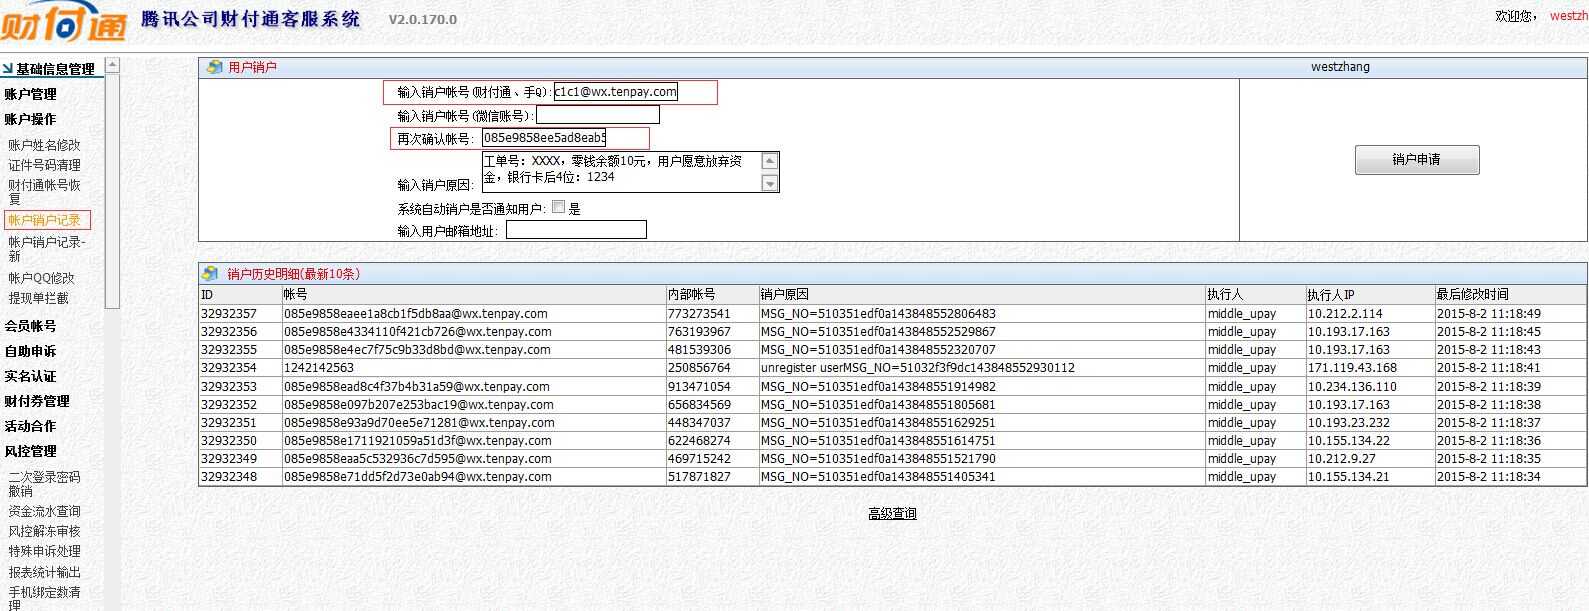 财付通 腾讯公司财付通客服系统 V2.0.170.0 欢迎您， westzh
基础信息管理
账户管理
账户操作
账户姓名修改
证件号码清理
财付通帐号恢
复
帐户销户记录
帐户销户记录-
新
帐户QQ修改
提现单拦截
会员帐号
自助申诉
实名认证
财付券管理
活动合作
风控管理
二次登录密码
撤销
资金流水查询
风控解冻审核
特殊申诉处理
报表统计输出
手机绑定数清
理
用户销户 westzhang
输入销户帐号(财付通、手Q): c1c1@wx.tenpay.com
输入销户帐号(微信账号):
再次确认帐号: 085e9858ee5ad8eab5
输入销户原因: 工单号：XXXX，零钱余额10元，用户愿意放弃资
金，银行卡后4位：1234
系统自动销户是否通知用户: 是
输入用户邮箱地址:
销户申请
销户历史明细(最新10条)
ID 帐号 内部帐号 销户原因 执行人 执行人IP 最后修改时间
32932357 085e9858eaee1a8cb1f5db8aa@wx.tenpay.com 773273541 MSG_NO=510351edf0a143848552806483 middle_upay 10.212.2.114 2015-8-2 11:18:49
32932356 085e9858e4334110f421cb726@wx.tenpay.com 763193967 MSG_NO=510351edf0a143848552529867 middle_upay 10.193.17.163 2015-8-2 11:18:45
32932355 085e9858e4ec7f75c9b33d8bd@wx.tenpay.com 481539306 MSG_NO=510351edf0a143848552320707 middle_upay 10.193.17.163 2015-8-2 11:18:43
32932354 1242142563 250856764 unregister userMSG_NO=51032f3f9dc143848552930112 middle_upay 171.119.43.168 2015-8-2 11:18:41
32932353 085e9858ead8c4f37b4b31a59@wx.tenpay.com 913471054 MSG_NO=510351edf0a143848551914982 middle_upay 10.234.136.110 2015-8-2 11:18:39
32932352 085e9858e097b207e253bac19@wx.tenpay.com 656834569 MSG_NO=510351edf0a143848551805681 middle_upay 10.193.17.163 2015-8-2 11:18:38
32932351 085e9858e93a9d70ee5e71281@wx.tenpay.com 448347037 MSG_NO=510351edf0a143848551629251 middle_upay 10.193.23.232 2015-8-2 11:18:37
32932350 085e9858e1711921059a51d3f@wx.tenpay.com 622468274 MSG_NO=510351edf0a143848551614751 middle_upay 10.155.134.22 2015-8-2 11:18:36
32932349 085e9858eaa5c532936c7d595@wx.tenpay.com 469715242 MSG_NO=510351edf0a143848551521790 middle_upay 10.212.9.27 2015-8-2 11:18:35
32932348 085e9858e71dd5f2d73e0ab94@wx.tenpay.com 517871827 MSG_NO=510351edf0a143848551405341 middle_upay 10.155.134.21 2015-8-2 11:18:34
高级查询